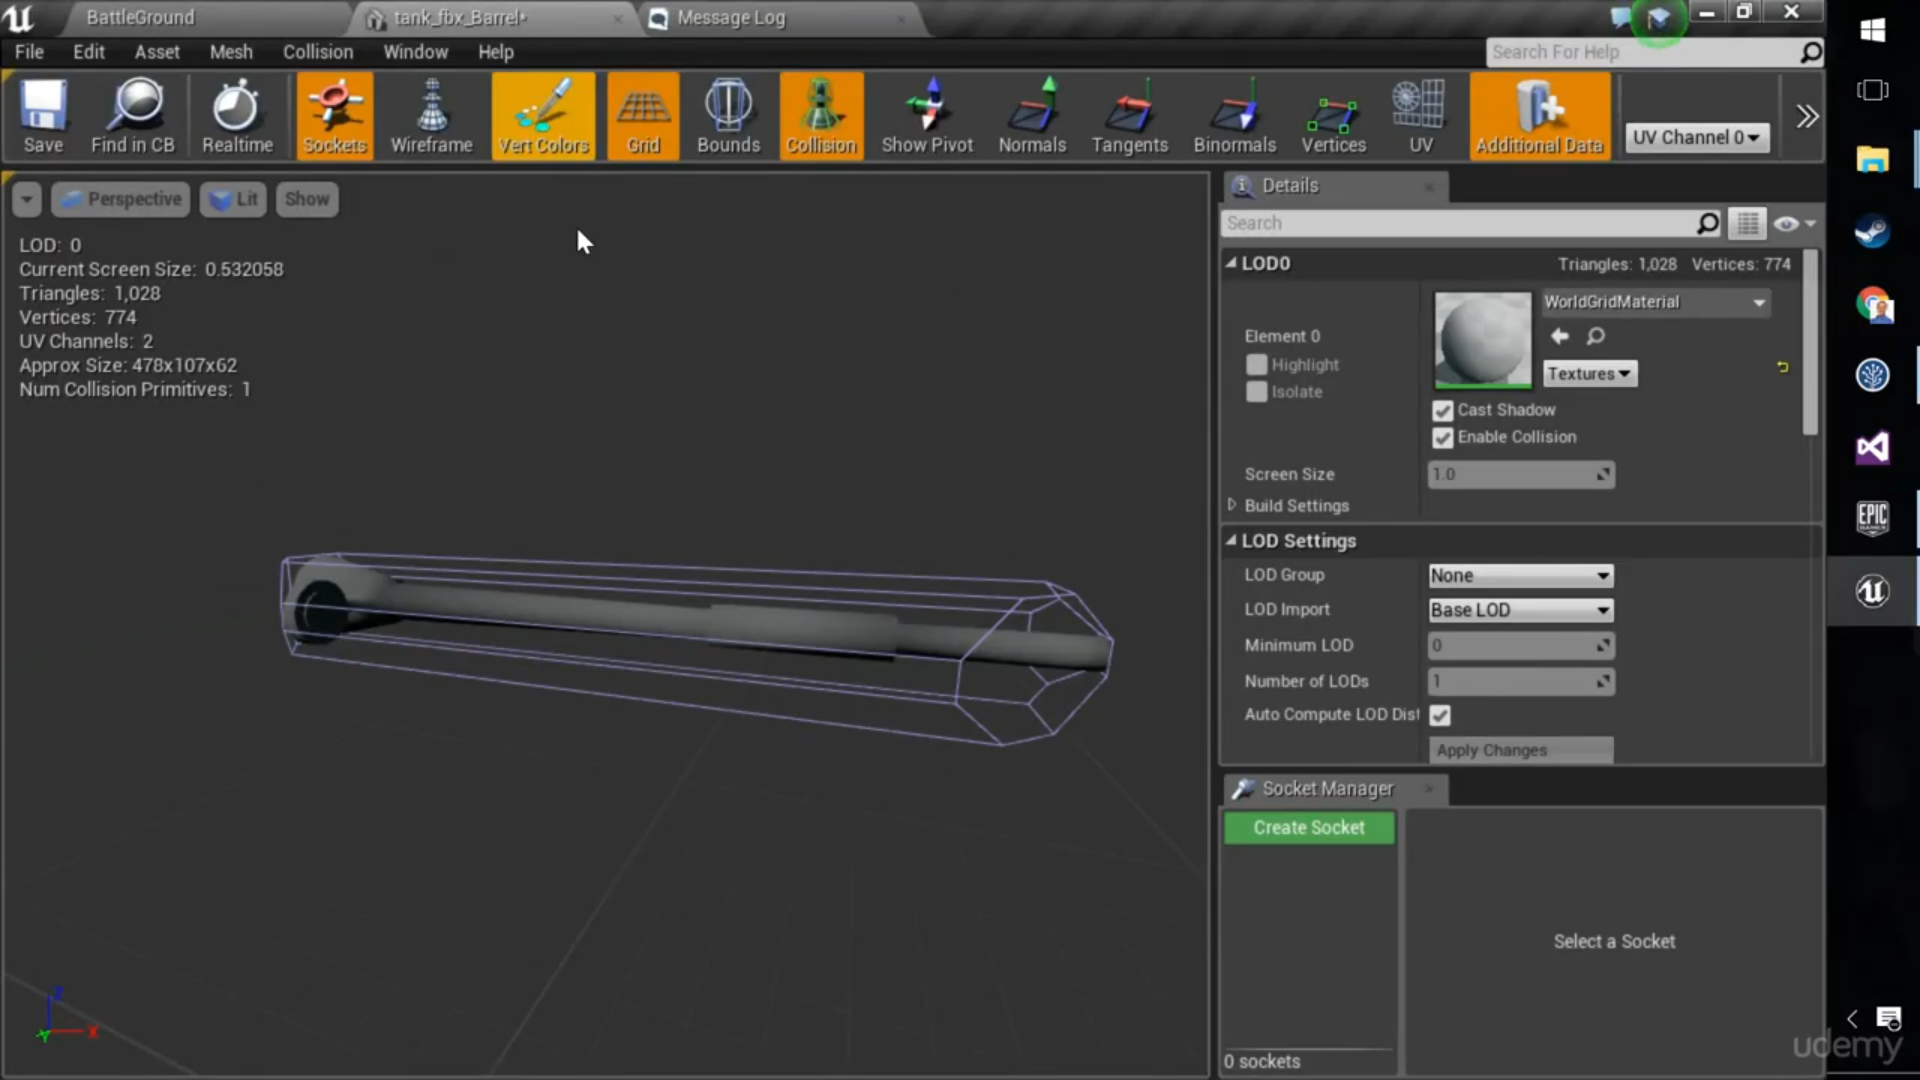 BattleGround
tank_fbx_Barrel*
Message Log
File Edit Asset Mesh Collision Window Help
Search For Help
Save
Find in CB
Realtime
Sockets
Wireframe
Vert Colors
Grid
Bounds
Collision
Show Pivot
Normals
Tangents
Binormals
Vertices
UV
Additional Data
UV Channel 0
Perspective
Lit
Show
LOD: 0
Current Screen Size: 0.532058
Triangles: 1,028
Vertices: 774
UV Channels: 2
Approx Size: 478x107x62
Num Collision Primitives: 1
Z
Y
X
Details
Search
LOD0
Triangles: 1,028 Vertices: 774
WorldGridMaterial
Element 0
Highlight
Isolate
Textures
Cast Shadow
Enable Collision
Screen Size
1.0
Build Settings
LOD Settings
LOD Group
None
LOD Import
Base LOD
Minimum LOD
0
Number of LODs
1
Auto Compute LOD Dist
Apply Changes
Socket Manager
Create Socket
Select a Socket
0 sockets
EPIC
GAMES
udemy